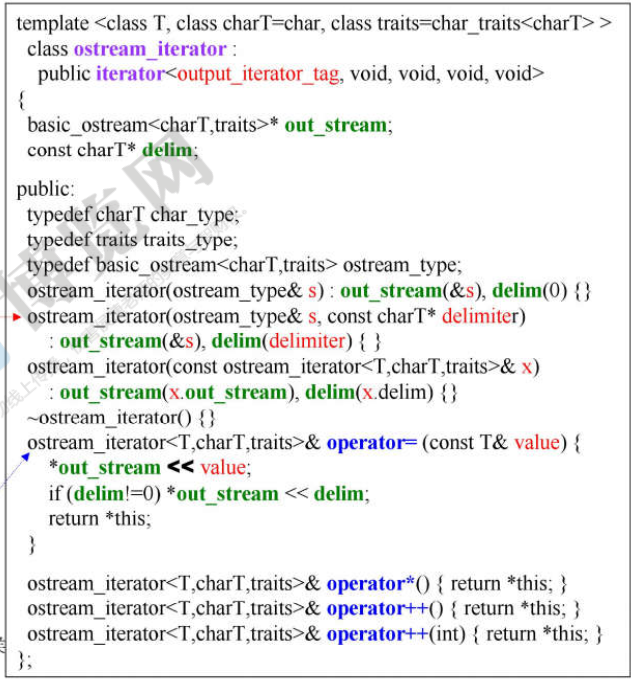 template <class T, class charT=char, class traits=char_traits<charT> >
class ostream_iterator :
public iterator<output_iterator_tag, void, void, void, void>
{
basic_ostream<charT,traits>* out_stream;
const charT* delim;
public:
typedef charT char_type;
typedef traits traits_type;
typedef basic_ostream<charT,traits> ostream_type;
ostream_iterator(ostream_type& s) : out_stream(&s), delim(0) {}
ostream_iterator(ostream_type& s, const charT* delimiter)
: out_stream(&s), delim(delimiter) { }
ostream_iterator(const ostream_iterator<T,charT,traits>& x)
: out_stream(x.out_stream), delim(x.delim) {}
~ostream_iterator() {}
ostream_iterator<T,charT,traits>& operator= (const T& value) {
*out_stream << value;
if (delim!=0) *out_stream << delim;
return *this;
}
ostream_iterator<T,charT,traits>& operator*() { return *this; }
ostream_iterator<T,charT,traits>& operator++() { return *this; }
ostream_iterator<T,charT,traits>& operator++(int) { return *this; }
};
博览网